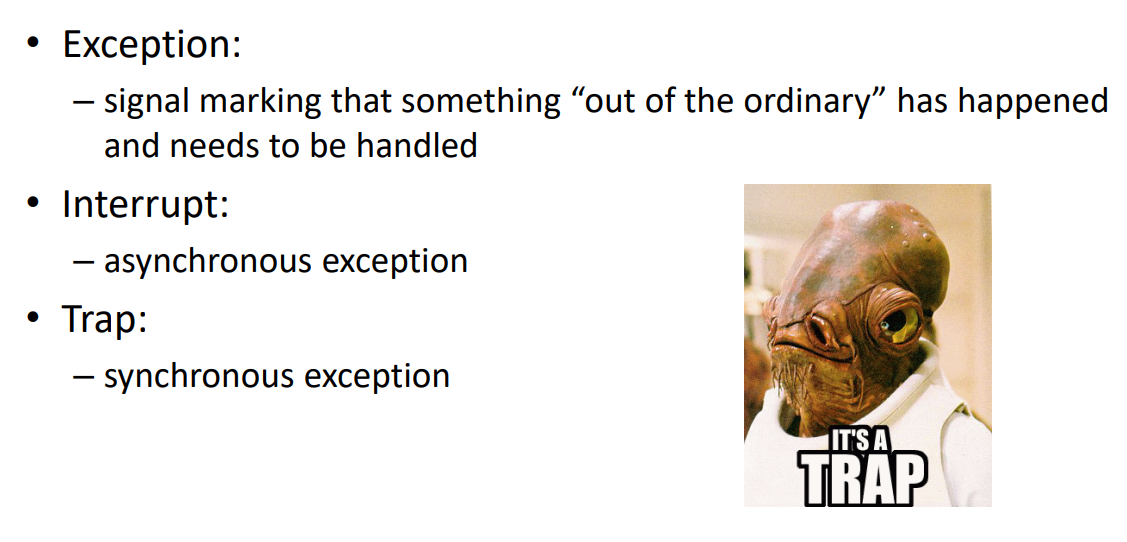 • Exception:
– signal marking that something “out of the ordinary” has happened
and needs to be handled
• Interrupt:
– asynchronous exception
• Trap:
– synchronous exception
IT'S A
TRAP